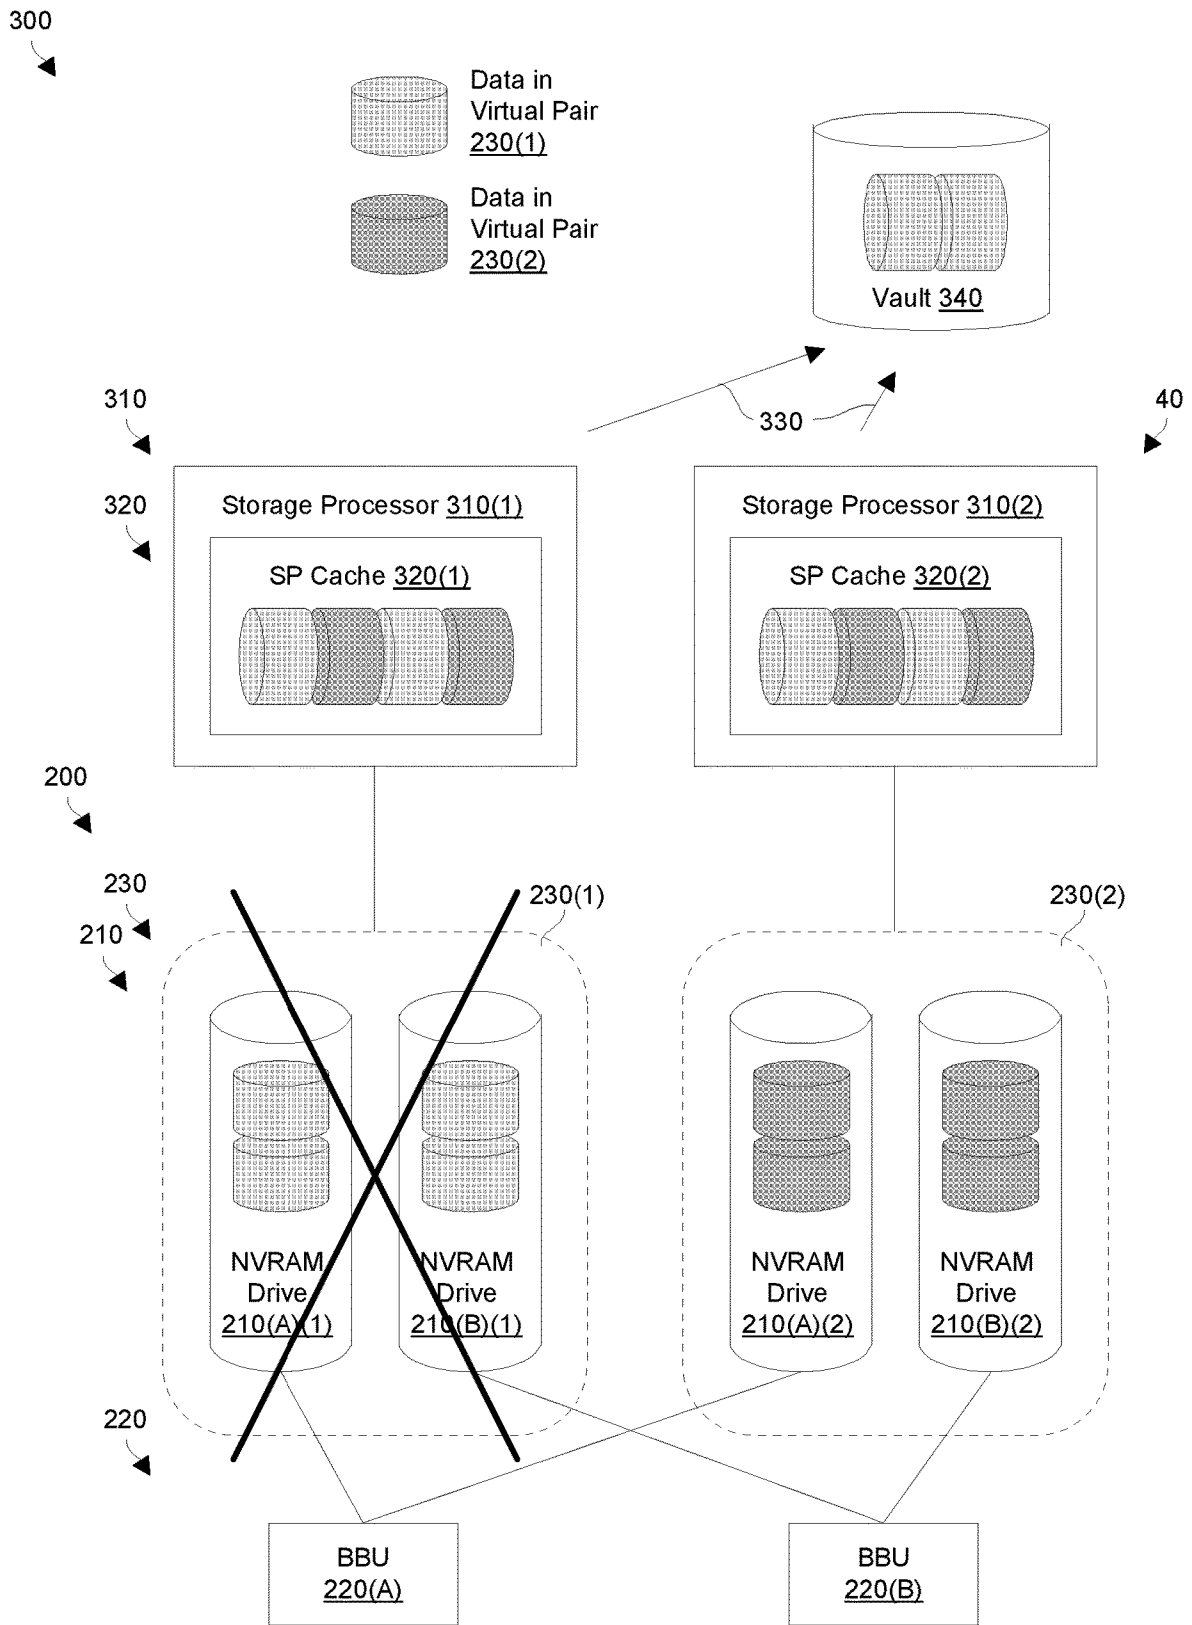 300
Data in
Virtual Pair
230(1)
Data in
Virtual Pair
230(2)
Vault 340
310
330
40
320
Storage Processor 310(1)
Storage Processor 310(2)
SP Cache 320(1)
SP Cache 320(2)
200
230
230(1)
230(2)
210
NVRAM
Drive
210(A)(1)
NVRAM
Drive
210(B)(1)
NVRAM
Drive
210(A)(2)
NVRAM
Drive
210(B)(2)
220
BBU
220(A)
BBU
220(B)